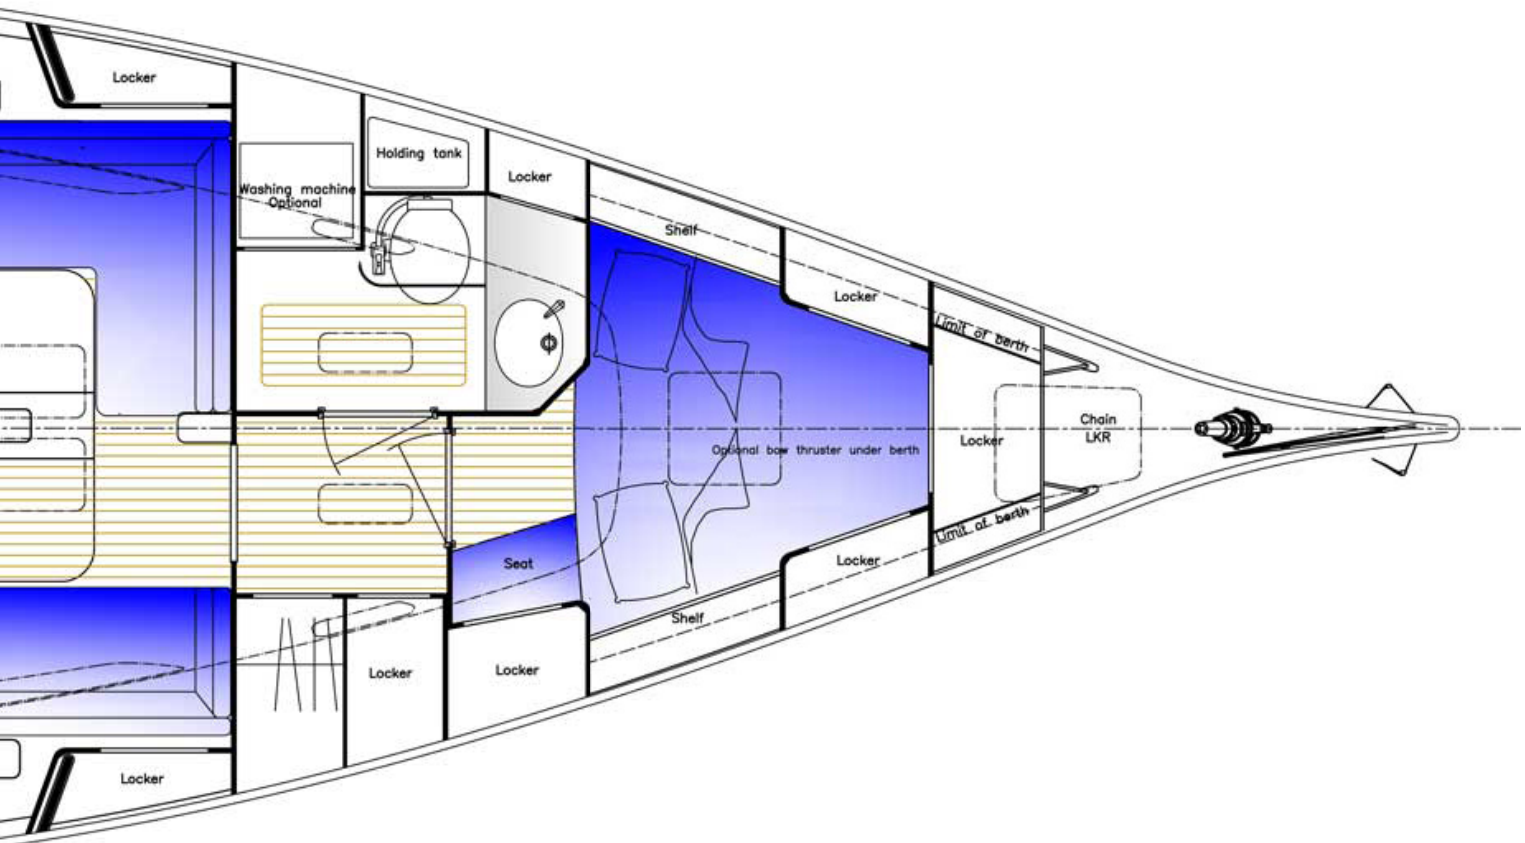 Locker
Holding tank
Washing machine
Optional
Locker
Shelf
Locker
Limit of berth
Chain
LKR
Locker
Optional bow thruster under berth
Limit of berth
Locker
Seat
Shelf
Locker
Locker
Locker